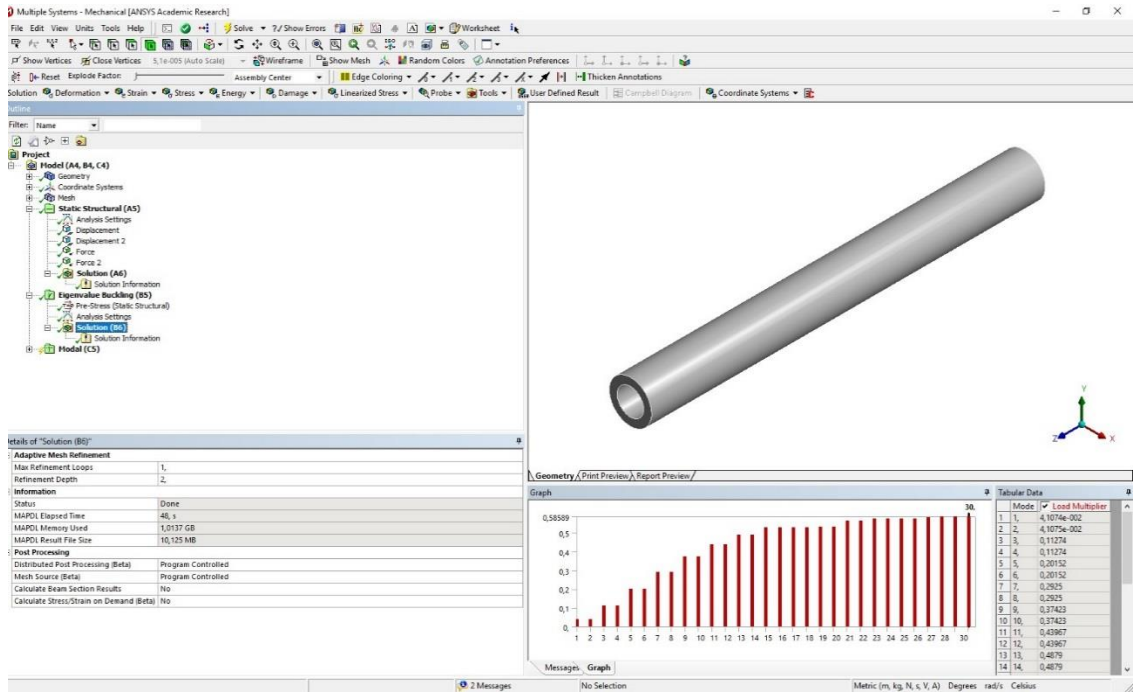 Multiple Systems - Mechanical [ANSYS Academic Research]
File Edit View Units Tools Help Solve ?/ Show Errors Worksheet
Show Vertices Close Vertices 5,1e-005 (Auto Scale) Wireframe Show Mesh Random Colors Annotation Preferences
Reset Explode Factor: Assembly Center Edge Coloring Thicken Annotations
Solution Deformation Strain Stress Energy Damage Linearized Stress Probe Tools User Defined Result Campbell Diagram Coordinate Systems
Filter: Name
Project
Model (A4, B4, C4)
Geometry
Coordinate Systems
Mesh
Static Structural (A5)
Analysis Settings
Displacement
Displacement 2
Force
Force 2
Solution (A6)
Solution Information
Eigenvalue Buckling (B5)
Pre-Stress (Static Structural)
Analysis Settings
Solution (B6)
Solution Information
Modal (C5)
Details of "Solution (B6)"
Adaptive Mesh Refinement
Max Refinement Loops 1,
Refinement Depth 2,
Information
Status Done
MAPDL Elapsed Time 48, s
MAPDL Memory Used 1,0137 GB
MAPDL Result File Size 10,125 MB
Post Processing
Distributed Post Processing (Beta) Program Controlled
Mesh Source (Beta) Program Controlled
Calculate Beam Section Results No
Calculate Stress/Strain on Demand (Beta) No
Y
Z X
Geometry Print Preview Report Preview
Graph
30,
0,58589
0,5
0,4
0,3
0,2
0,1
0,
1 2 3 4 5 6 7 8 9 10 11 12 13 14 15 16 17 18 19 20 21 22 23 24 25 26 27 28 30
Messages Graph
Tabular Data
Mode Load Multiplier
1 1, 4,1074e-002
2 2, 4,1075e-002
3 3, 0,11274
4 4, 0,11274
5 5, 0,20152
6 6, 0,20152
7 7, 0,2925
8 8, 0,2925
9 9, 0,37423
10 10, 0,37423
11 11, 0,43967
12 12, 0,43967
13 13, 0,4879
14 14, 0,4879
2 Messages No Selection Metric (m, kg, N, s, V, A) Degrees rad/s Celsius